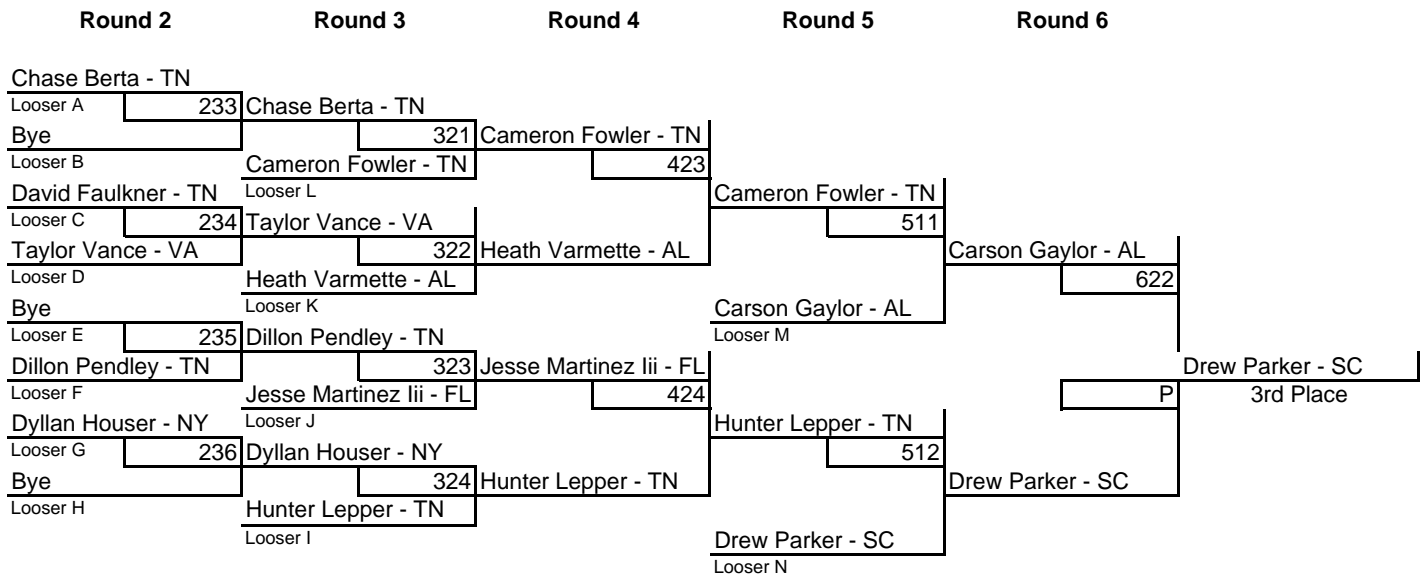 Round 2 Round 3 Round 4 Round 5 Round 6
Chase Berta - TN
Looser A 233 Chase Berta - TN
Bye 321 Cameron Fowler - TN
Looser B Cameron Fowler - TN 423
David Faulkner - TN Looser L Cameron Fowler - TN
Looser C 234 Taylor Vance - VA 511
Taylor Vance - VA 322 Heath Varmette - AL Carson Gaylor - AL
Looser D Heath Varmette - AL 622
Bye Looser K Carson Gaylor - AL
Looser E 235 Dillon Pendley - TN Looser M
Dillon Pendley - TN 323 Jesse Martinez Iii - FL Drew Parker - SC
Looser F Jesse Martinez Iii - FL 424 P 3rd Place
Dyllan Houser - NY Looser J Hunter Lepper - TN
Looser G 236 Dyllan Houser - NY 512
Bye 324 Hunter Lepper - TN Drew Parker - SC
Looser H Hunter Lepper - TN
Looser I Drew Parker - SC
Looser N